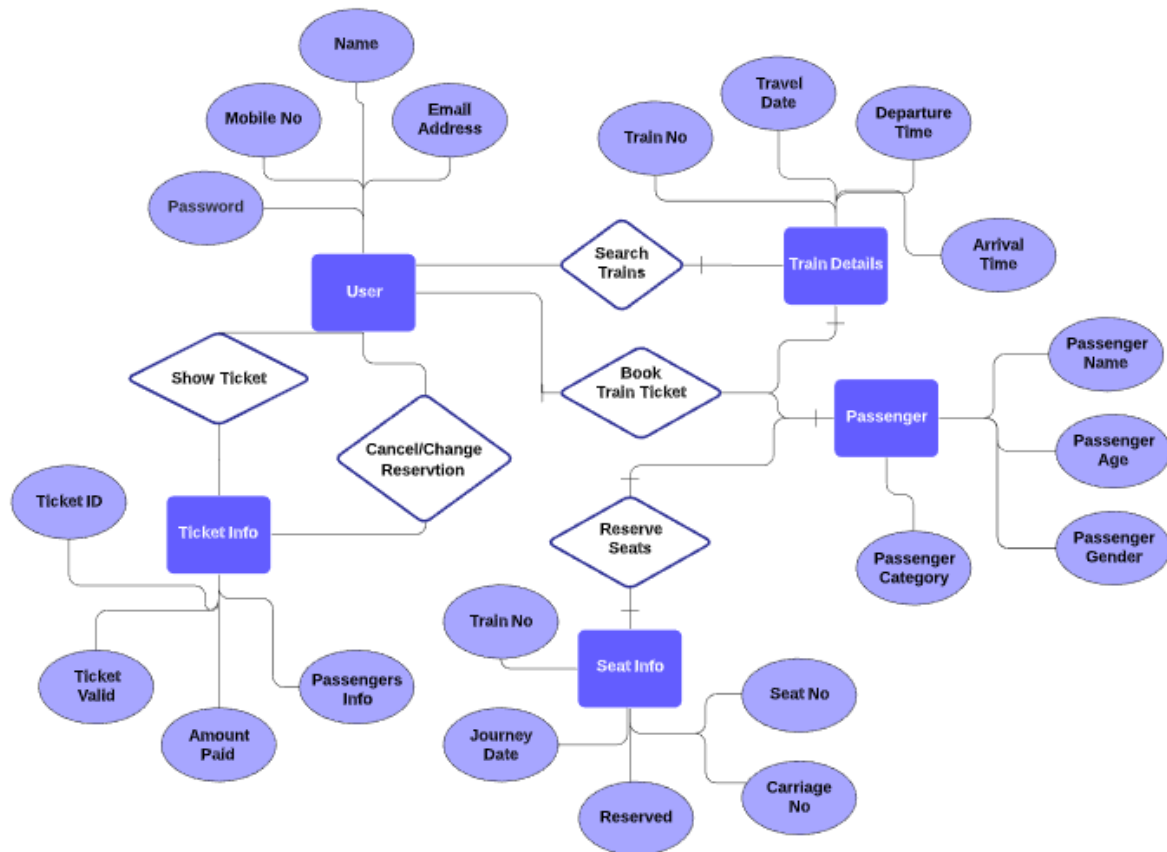 Name
Mobile No
Email
Address
Password
Travel
Date
Departure
Time
Train No
Arrival
Time
Search
Trains
Train Details
User
Show Ticket
Book
Train Ticket
Cancel/Change
Reservtion
Passenger
Passenger
Name
Passenger
Age
Passenger
Gender
Passenger
Category
Ticket ID
Ticket Info
Reserve
Seats
Ticket
Valid
Amount
Paid
Passengers
Info
Train No
Seat Info
Seat No
Journey
Date
Carriage
No
Reserved